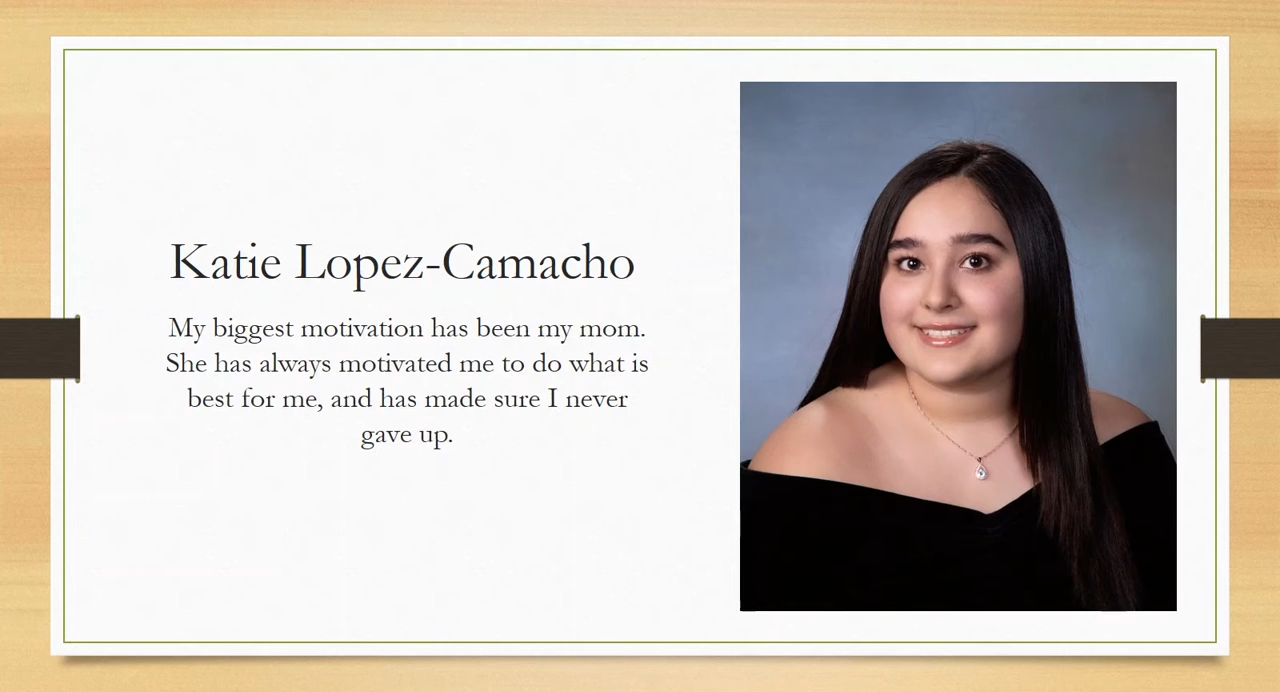 Katie Lopez-Camacho
My biggest motivation has been my mom.
She has always motivated me to do what is
best for me, and has made sure I never
gave up.